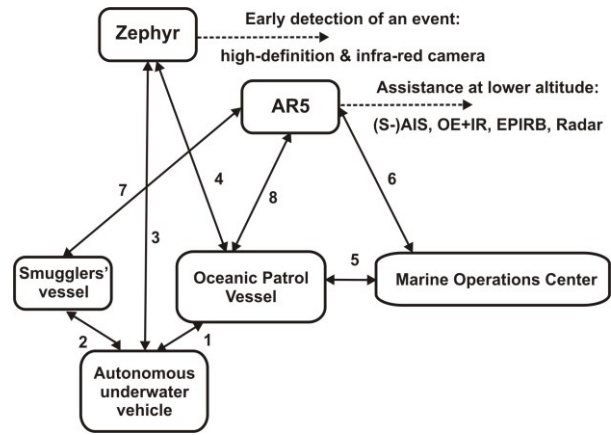 Zephyr
Early detection of an event:
high-definition & infra-red camera
AR5
Assistance at lower altitude:
(S-)AIS, OE+IR, EPIRB, Radar
7
4
8
6
3
Smugglers'
vessel
Oceanic Patrol
Vessel
5
Marine Operations Center
2
1
Autonomous
underwater
vehicle